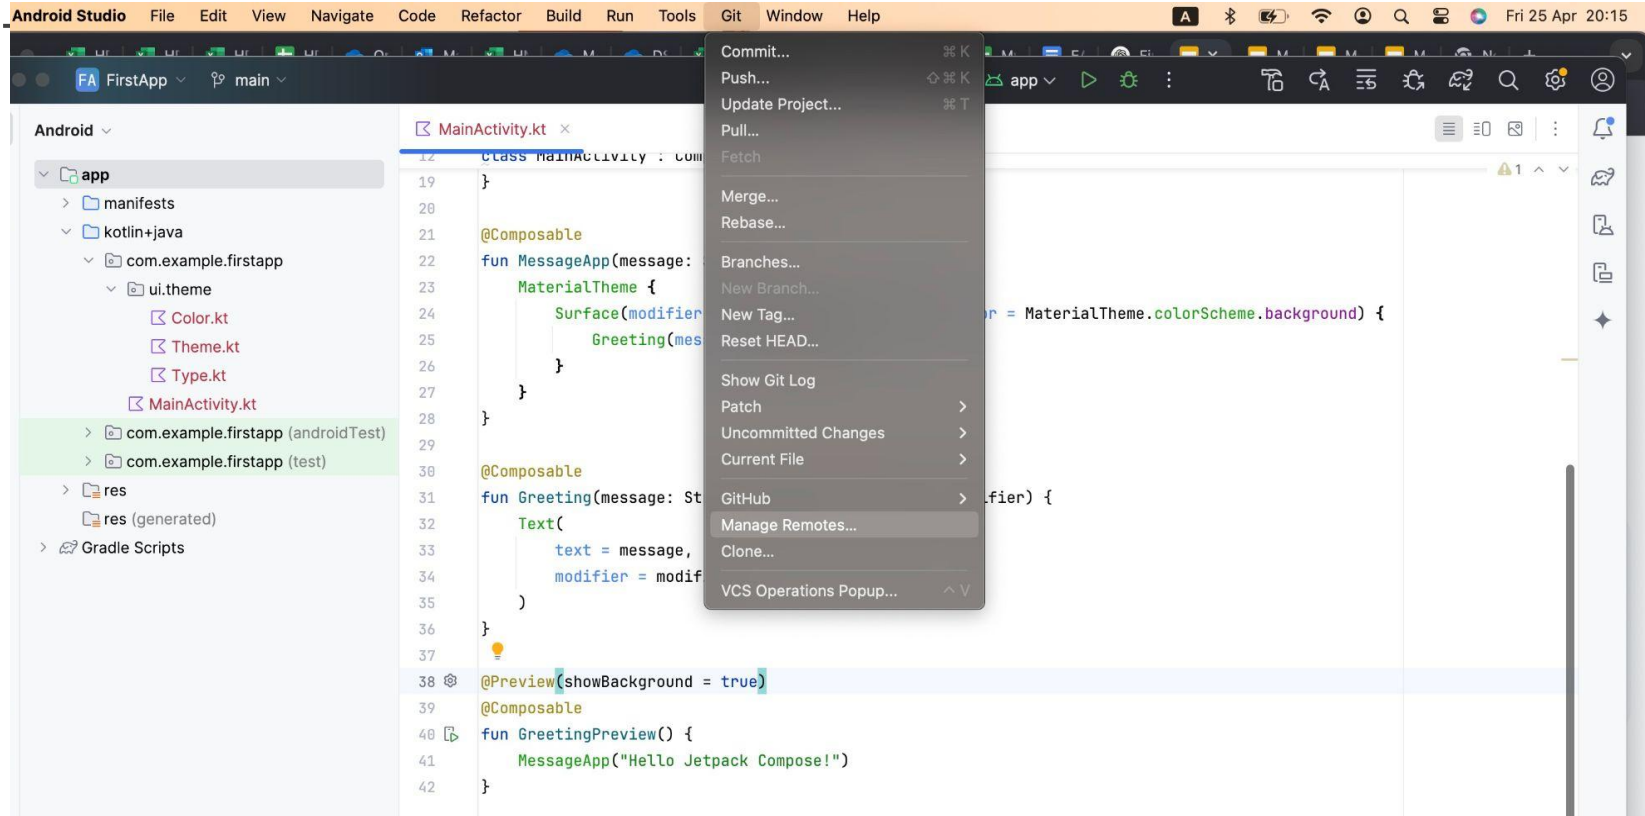 Android Studio File Edit View Navigate Code Refactor Build Run Tools Git Window Help A Fri 25 Apr 20:15
FA FirstApp main
app
Android
app
manifests
kotlin+java
com.example.firstapp
ui.theme
Color.kt
Theme.kt
Type.kt
MainActivity.kt
com.example.firstapp (androidTest)
com.example.firstapp (test)
res
res (generated)
Gradle Scripts
MainActivity.kt
1
12 class MainActivity : Com
19 }
20
21 @Composable
22 fun MessageApp(message:
23 MaterialTheme {
24 Surface(modifier = MaterialTheme.colorScheme.background) {
25 Greeting(mes
26 }
27 }
28 }
29
30 @Composable
31 fun Greeting(message: St ifier) {
32 Text(
33 text = message,
34 modifier = modif
35 )
36 }
37
38 @Preview(showBackground = true)
39 @Composable
40 fun GreetingPreview() {
41 MessageApp("Hello Jetpack Compose!")
42 }
Commit... ⌘K
Push... ⇧⌘K
Update Project... ⌘T
Pull...
Fetch
Merge...
Rebase...
Branches...
New Branch...
New Tag...
Reset HEAD...
Show Git Log
Patch
Uncommitted Changes
Current File
GitHub
Manage Remotes...
Clone...
VCS Operations Popup... ^V